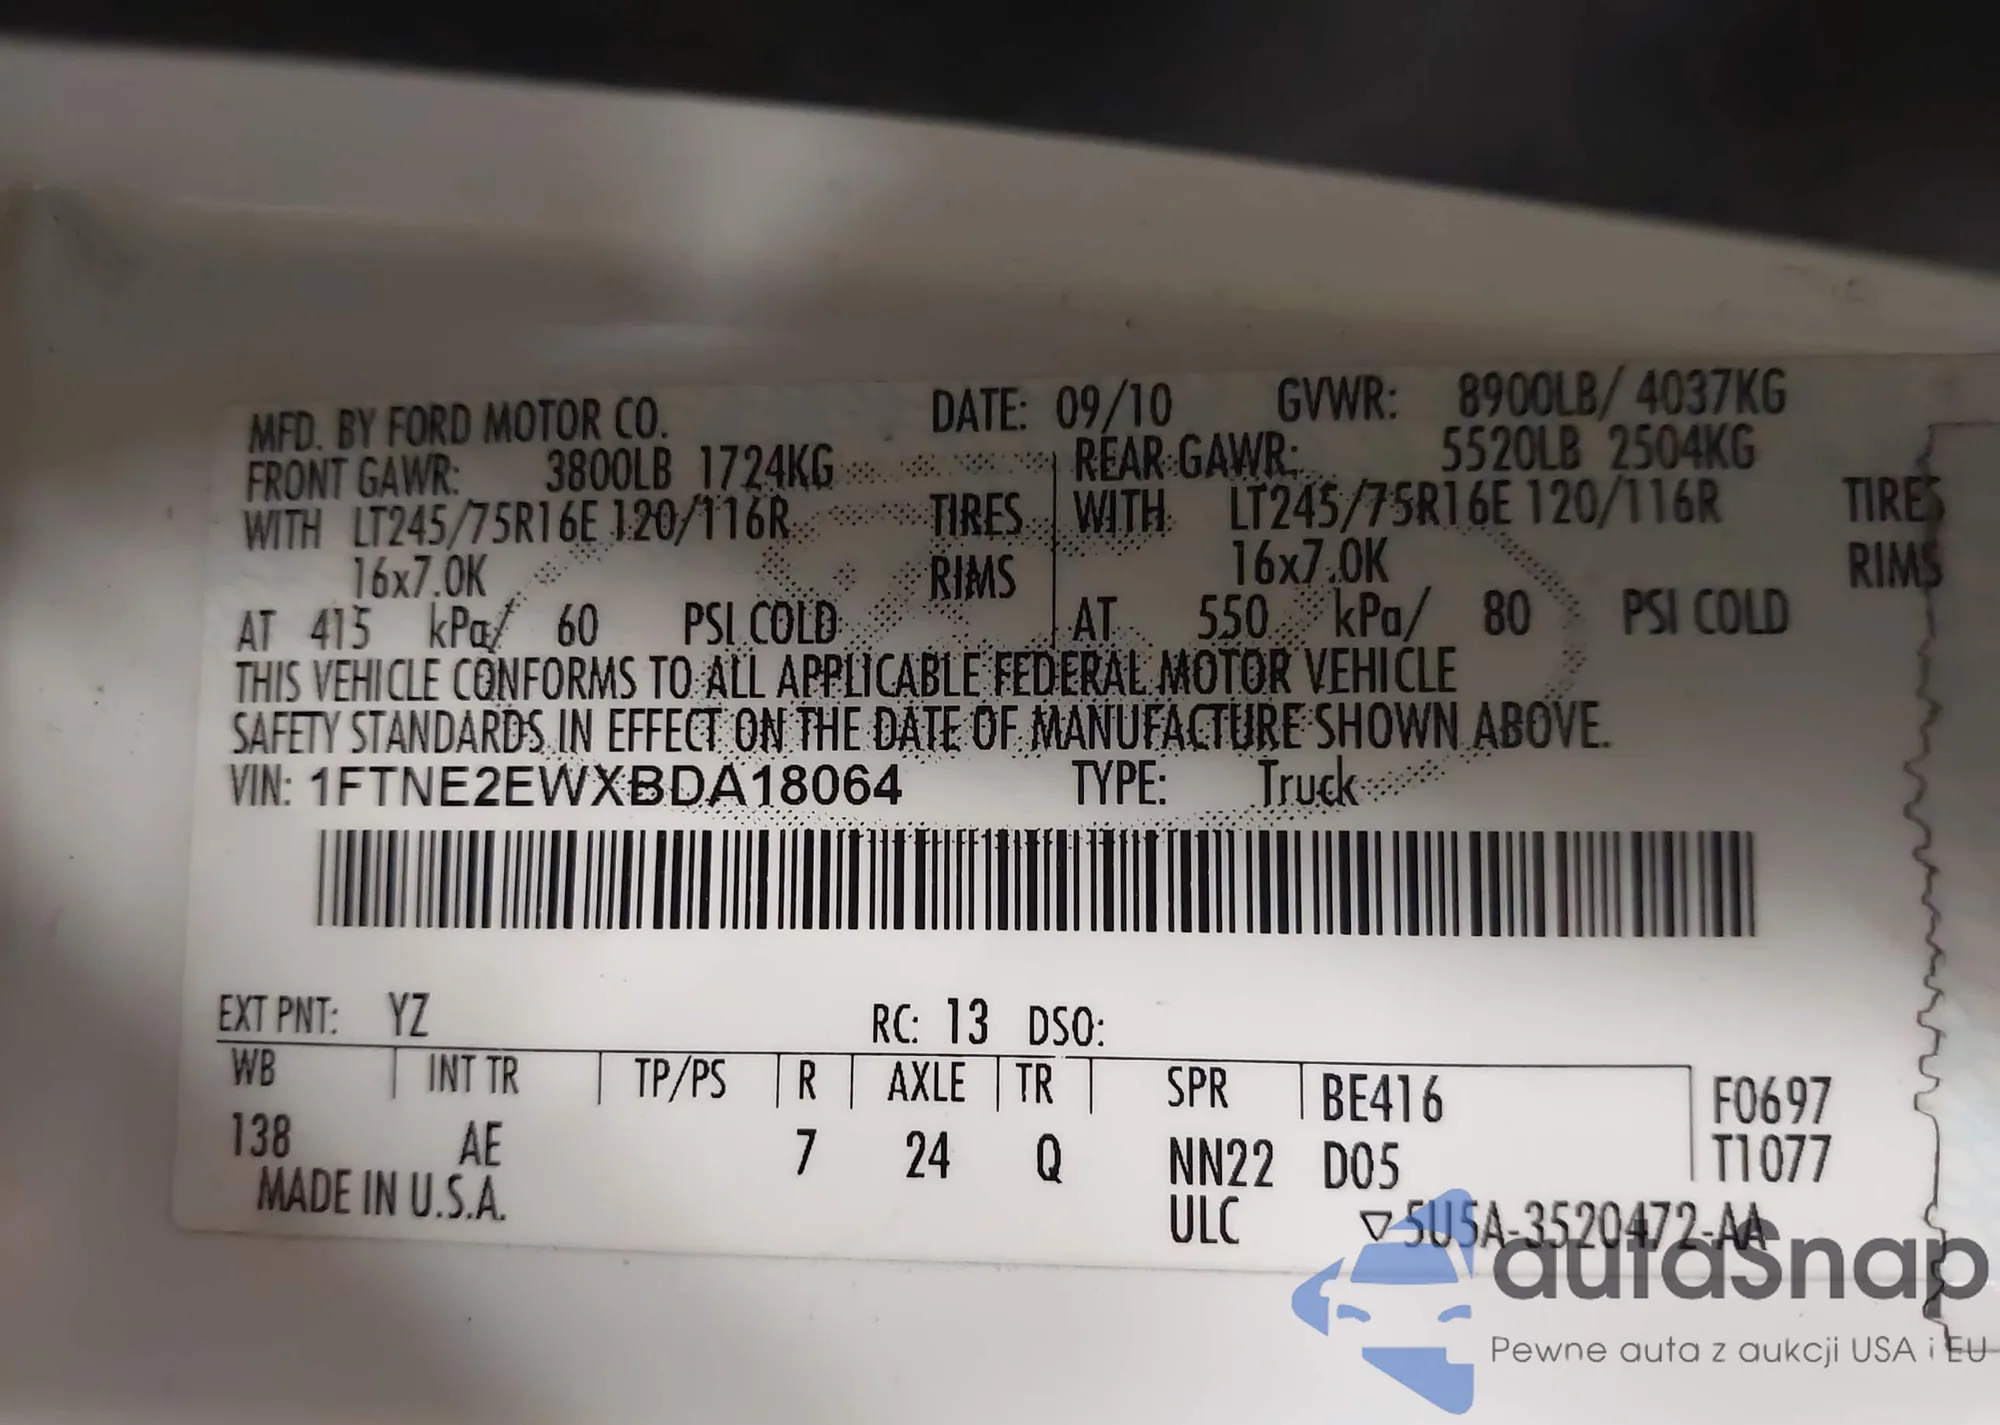 MFD. BY FORD MOTOR CO. DATE: 09/10 GVWR: 8900LB/ 4037KG
FRONT GAWR: 3800LB 1724KG REAR GAWR: 5520LB 2504KG
WITH LT245/75R16E 120/116R TIRES WITH LT245/75R16E 120/116R TIRES
16x7.0K RIMS 16x7.0K RIMS
AT 415 kPa/ 60 PSI COLD AT 550 kPa/ 80 PSI COLD
THIS VEHICLE CONFORMS TO ALL APPLICABLE FEDERAL MOTOR VEHICLE
SAFETY STANDARDS IN EFFECT ON THE DATE OF MANUFACTURE SHOWN ABOVE.
VIN: 1FTNE2EWXBDA18064 TYPE: Truck
EXT PNT: YZ RC: 13 DSO:
WB INT TR TP/PS R AXLE TR SPR BE416 F0697
138 AE 7 24 Q NN22 D05 T1077
MADE IN U.S.A. ULC ▽5U5A-3520472-AA
autasnap
Pewne auta z aukcji USA i EU